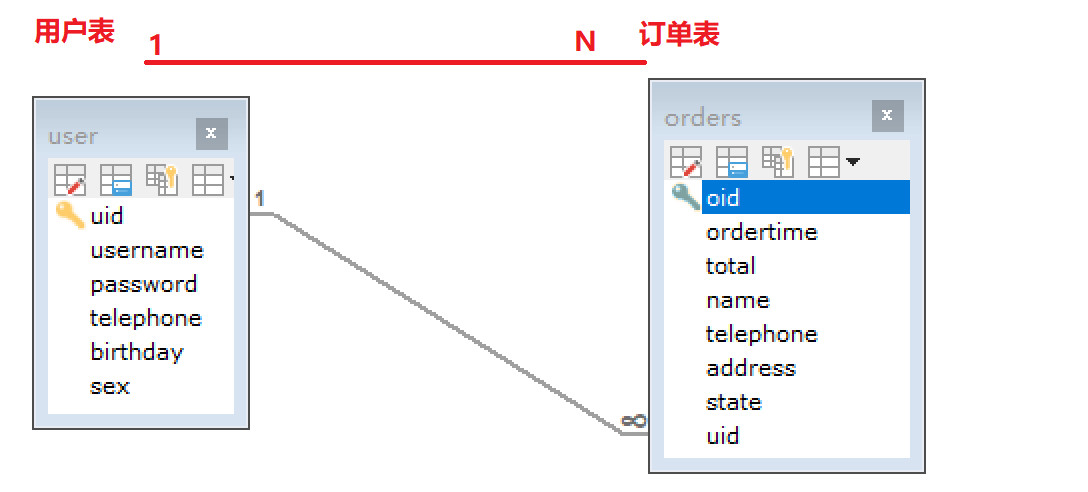 用户表
1
N
订单表
user
x
uid
username
password
telephone
birthday
sex
1
∞
orders
x
oid
ordertime
total
name
telephone
address
state
uid